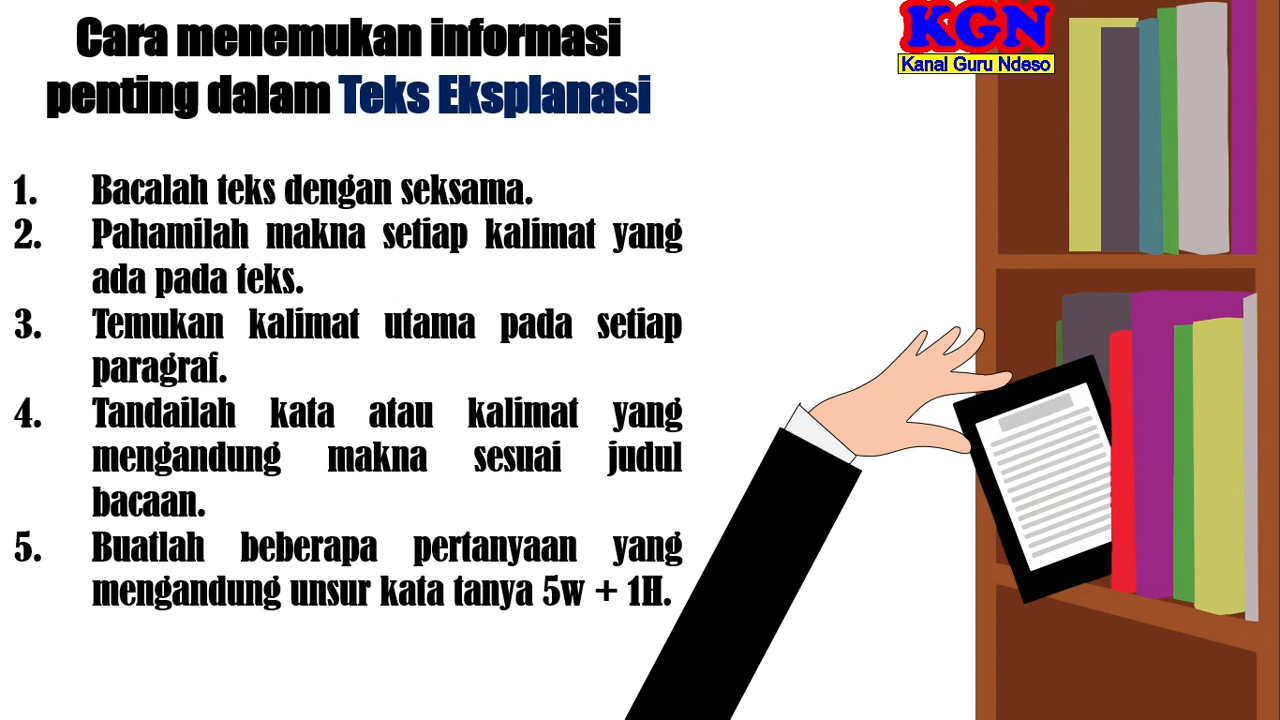 Cara menemukan informasi
penting dalam Teks Eksplanasi
KGN
Kanal Guru Ndeso
1. Bacalah teks dengan seksama.
2. Pahamilah makna setiap kalimat yang
ada pada teks.
3. Temukan kalimat utama pada setiap
paragraf.
4. Tandailah kata atau kalimat yang
mengandung makna sesuai judul
bacaan.
5. Buatlah beberapa pertanyaan yang
mengandung unsur kata tanya 5w + 1H.